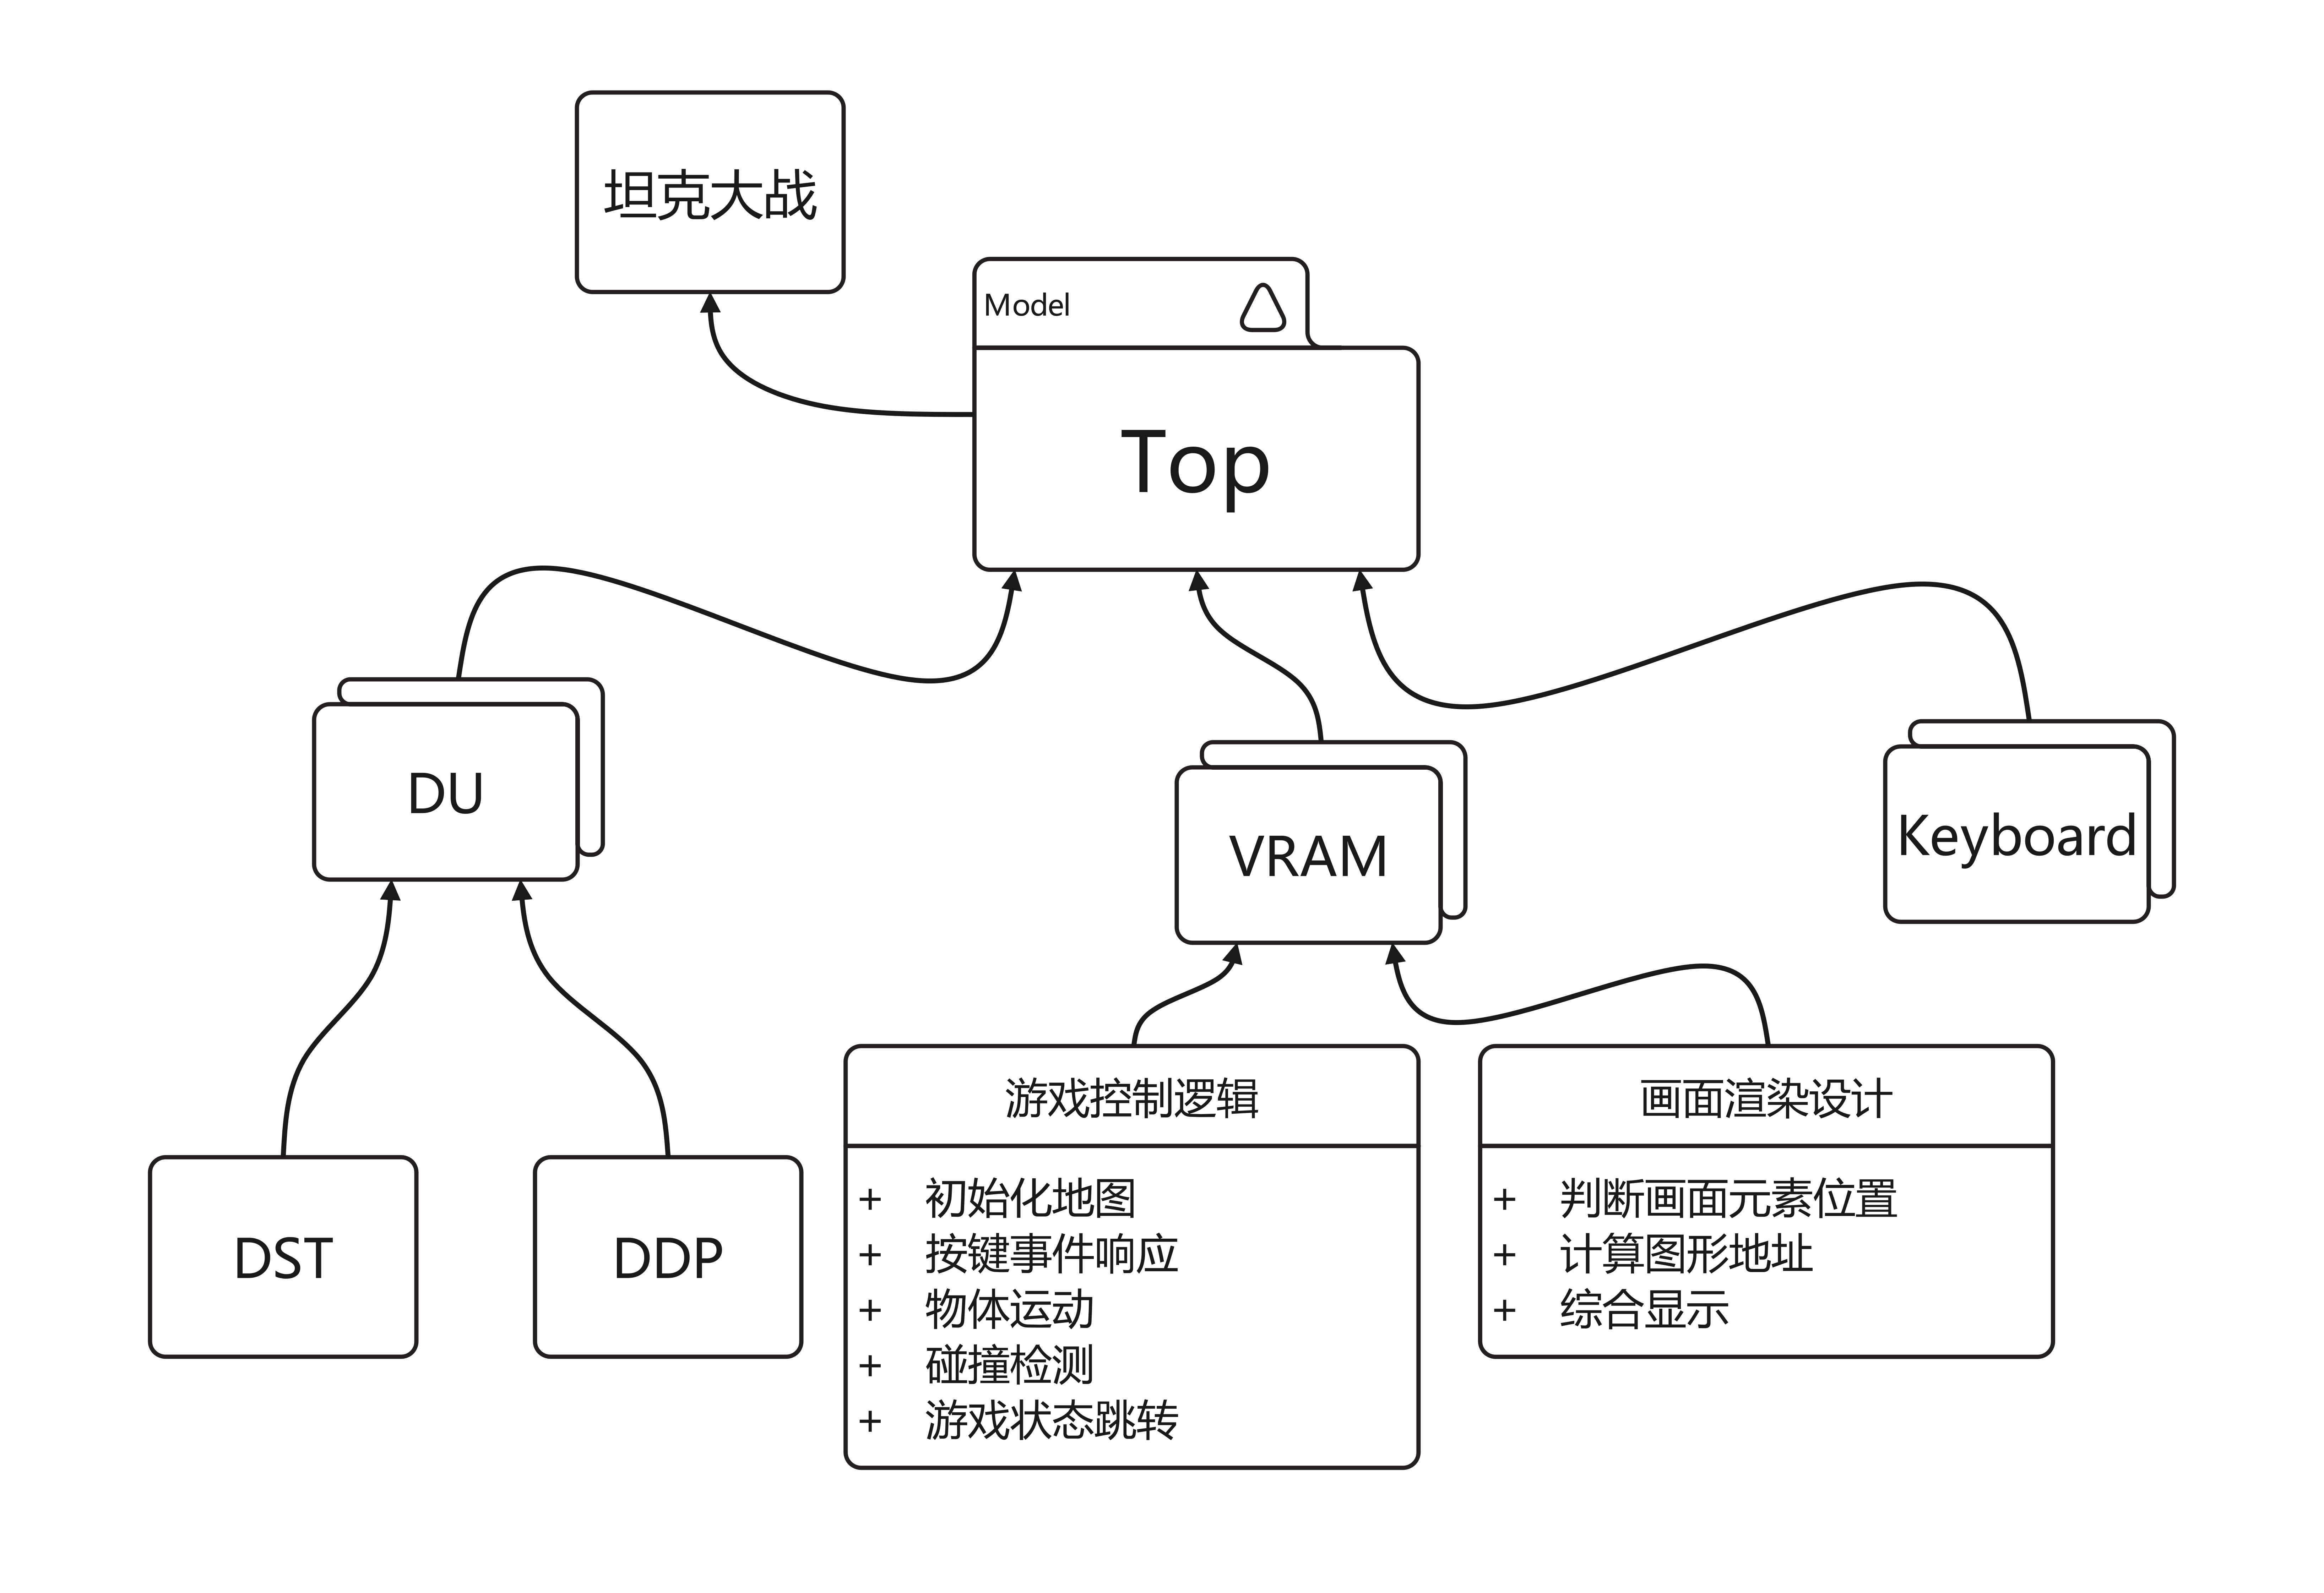 坦克大战
Model
Top
DU
VRAM
Keyboard
DST
DDP
游戏控制逻辑
+ 初始化地图
+ 按键事件响应
+ 物体运动
+ 碰撞检测
+ 游戏状态跳转
画面渲染设计
+ 判断画面元素位置
+ 计算图形地址
+ 综合显示